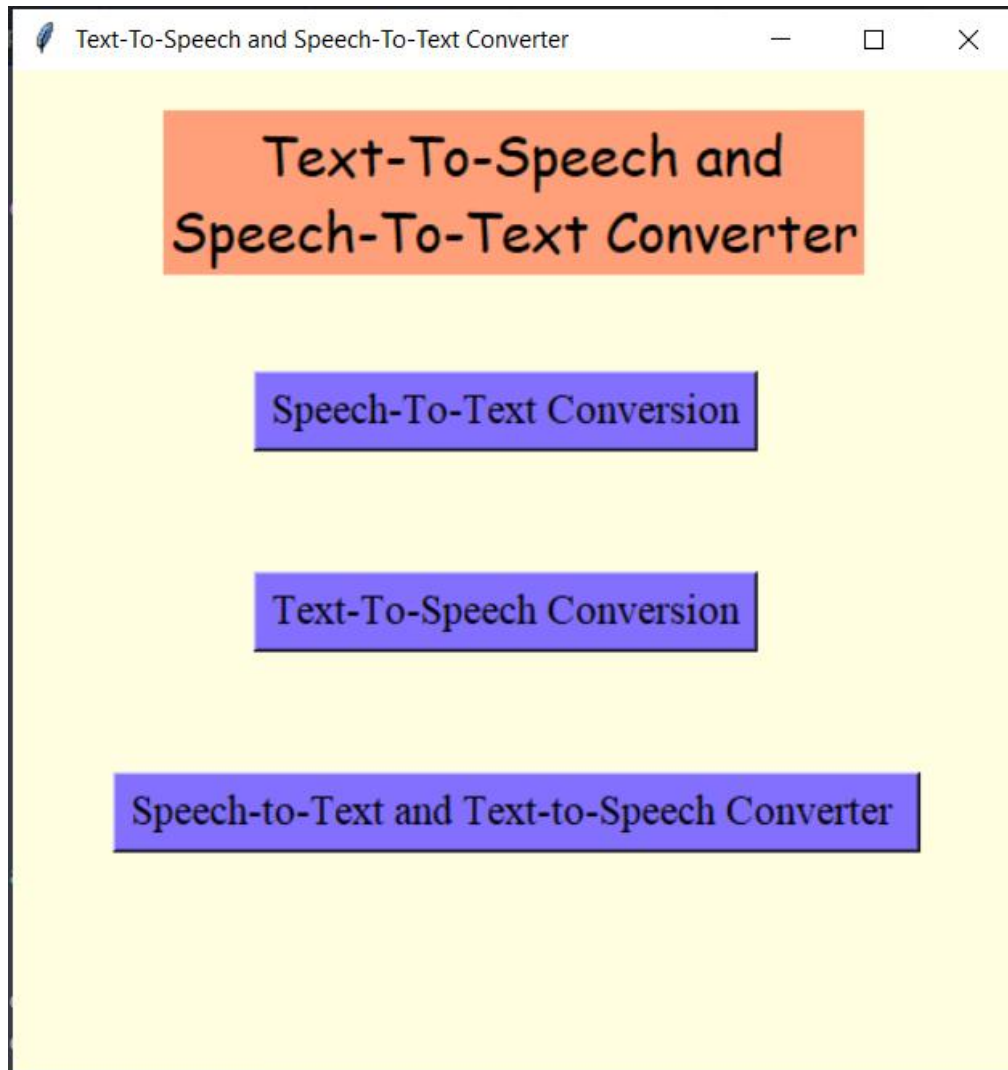 Text-To-Speech and Speech-To-Text Converter
Text-To-Speech and
Speech-To-Text Converter
Speech-To-Text Conversion
Text-To-Speech Conversion
Speech-to-Text and Text-to-Speech Converter